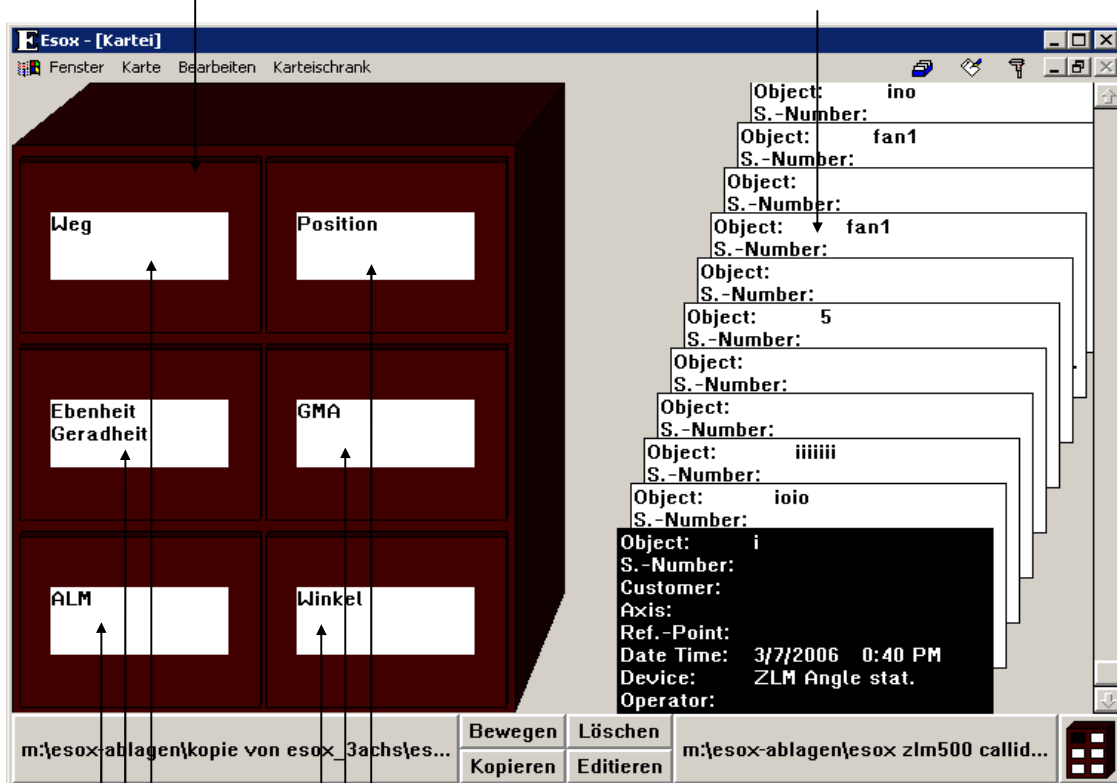 Esox - [Kartei]
Fenster Karte Bearbeiten Karteischrank
Weg
Position
Ebenheit
Geradheit
GMA
ALM
Winkel
Object: ino
S.-Number:
Object: fan1
S.-Number:
Object:
S.-Number:
Object: fan1
S.-Number:
Object:
S.-Number:
Object: 5
S.-Number:
Object:
S.-Number:
Object:
S.-Number:
Object: iiiiiii
S.-Number:
Object: ioio
S.-Number:
Object: i
S.-Number:
Customer:
Axis:
Ref.-Point:
Date Time: 3/7/2006 0:40 PM
Device: ZLM Angle stat.
Operator:
m:\esox-ablagen\kopie von esox_3achs\es...
Bewegen Löschen
Kopieren Editieren
m:\esox-ablagen\esox zlm500 callid...